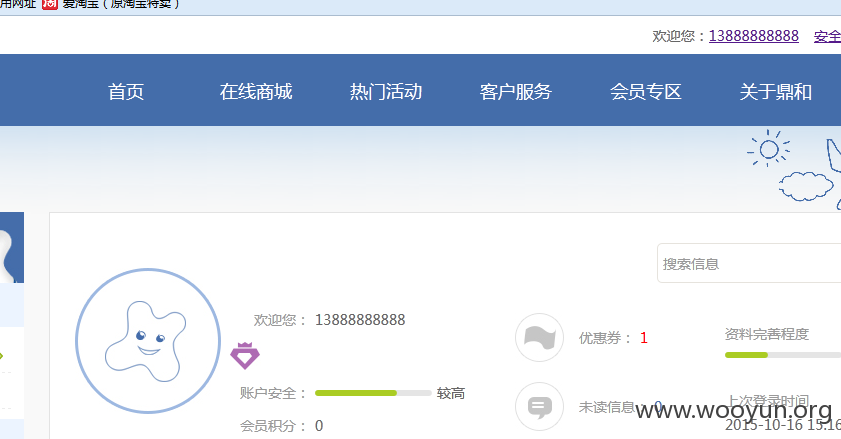 用网址 淘 爱淘宝（原淘宝特卖）
欢迎您：13888888888 安全
首页 在线商城 热门活动 客户服务 会员专区 关于鼎和
搜索信息
欢迎您： 13888888888
优惠券： 1
资料完善程度
账户安全： 较高
未读信息： 0
上次登录时间
www.wooyun.org
会员积分： 0
2015-10-16 15:16